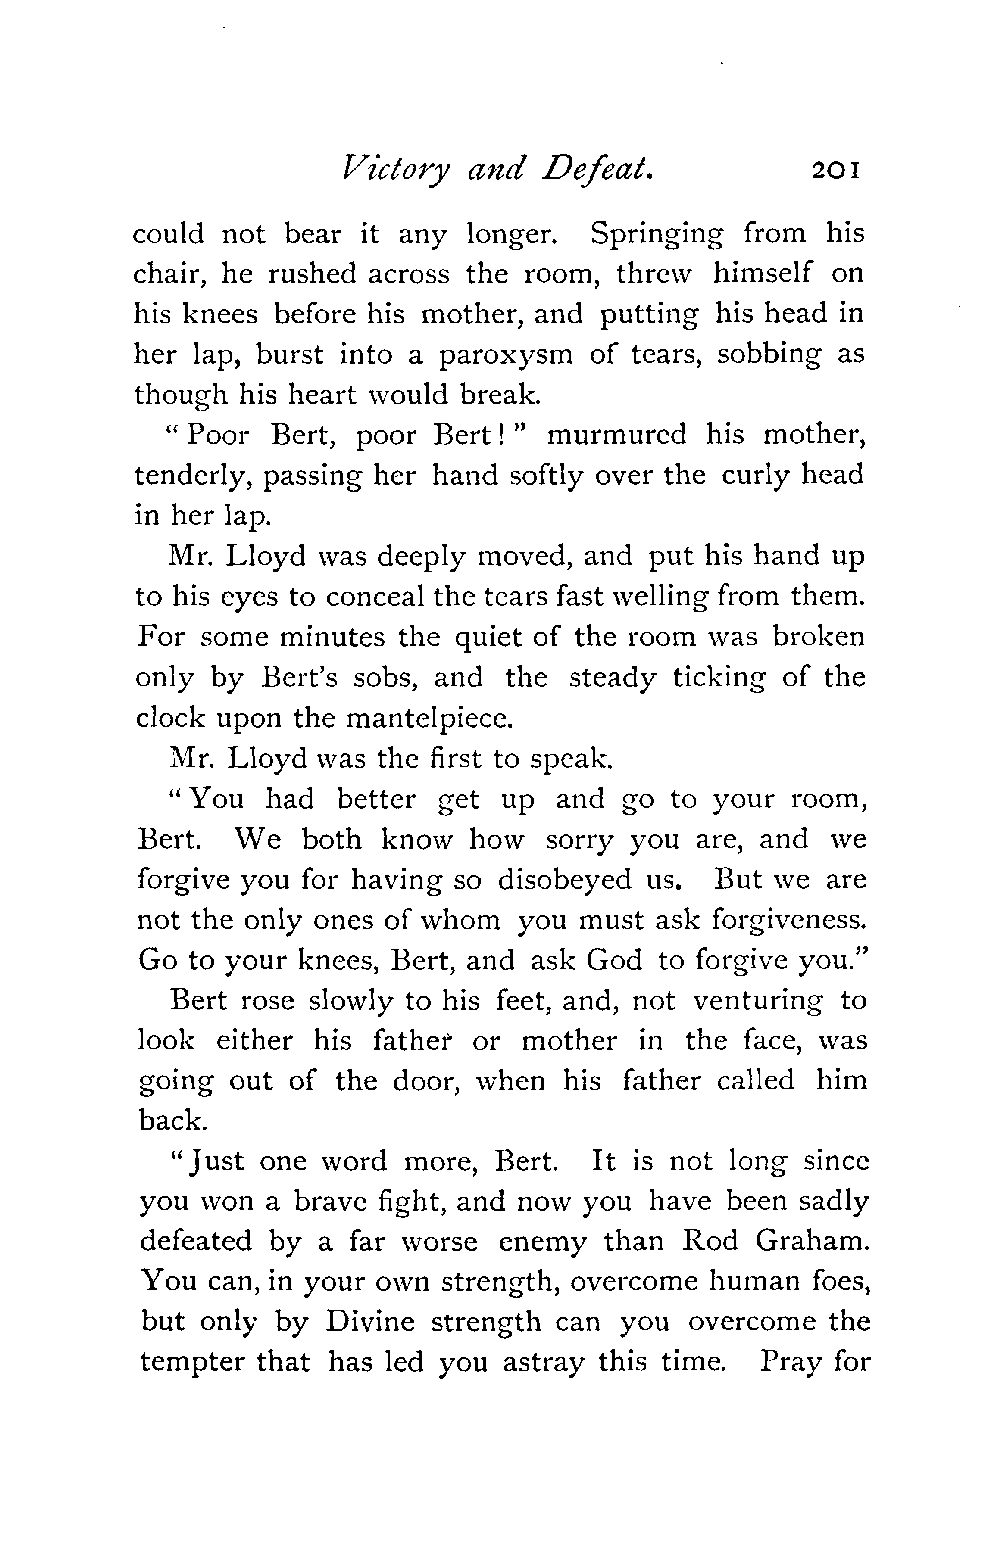 Victory and Defeat. 201
could not bear it any longer. Springing from his
chair, he rushed across the room, threw himself on
his knees before his mother, and putting his head in
her lap, burst into a paroxysm of tears, sobbing as
though his heart would break.
"Poor Bert, poor Bert!" murmured his mother,
tenderly, passing her hand softly over the curly head
in her lap.
Mr. Lloyd was deeply moved, and put his hand up
to his eyes to conceal the tears fast welling from them.
For some minutes the quiet of the room was broken
only by Bert's sobs, and the steady ticking of the
clock upon the mantelpiece.
Mr. Lloyd was the first to speak.
"You had better get up and go to your room,
Bert. We both know how sorry you are, and we
forgive you for having so disobeyed us. But we are
not the only ones of whom you must ask forgiveness.
Go to your knees, Bert, and ask God to forgive you."
Bert rose slowly to his feet, and, not venturing to
look either his father or mother in the face, was
going out of the door, when his father called him
back.
"Just one word more, Bert. It is not long since
you won a brave fight, and now you have been sadly
defeated by a far worse enemy than Rod Graham.
You can, in your own strength, overcome human foes,
but only by Divine strength can you overcome the
tempter that has led you astray this time. Pray for